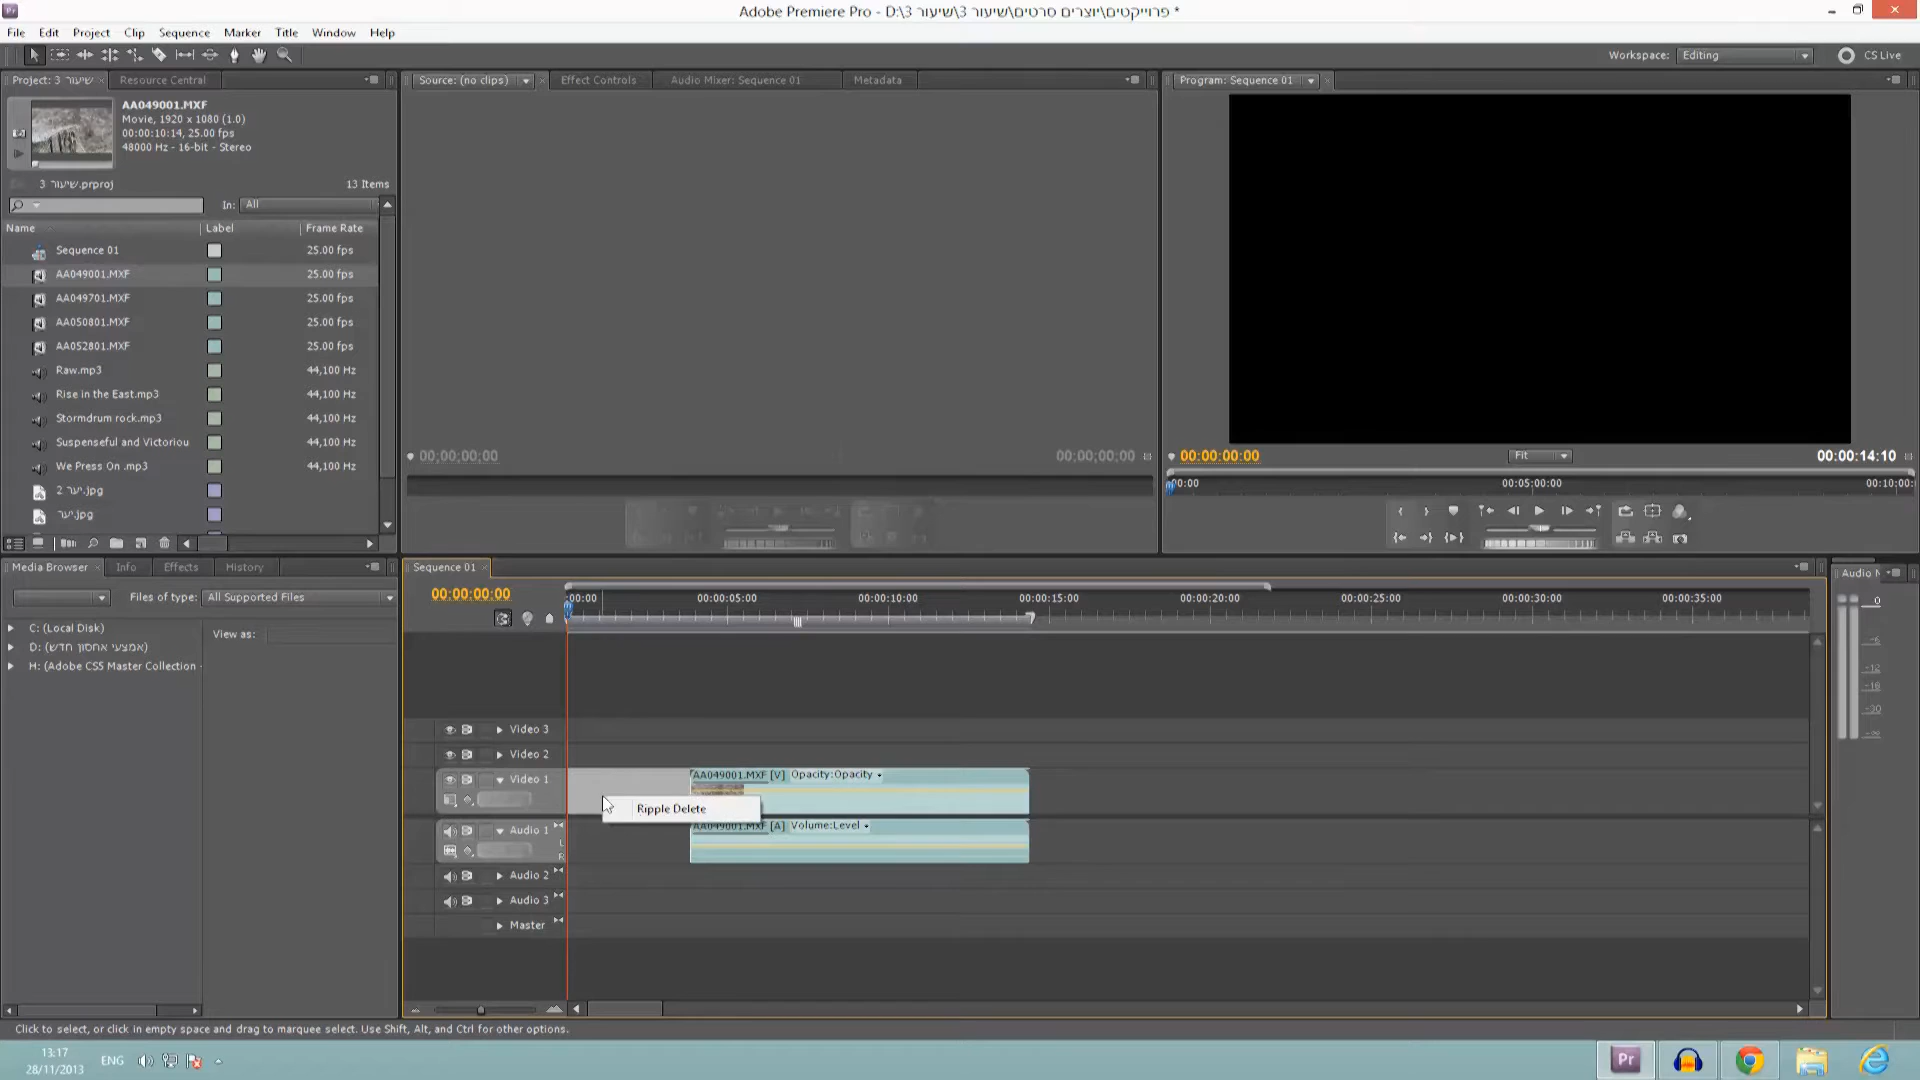 Adobe Premiere Pro - D:\פרוייקטים\יוצרים סרטים\שיעור 3\שיעור 3 *
File Edit Project Clip Sequence Marker Title Window Help
Workspace: Editing CS Live
Project: שיעור 3
Resource Central
AA049001.MXF
Movie, 1920 x 1080 (1.0)
00:00:10:14, 25.00 fps
48000 Hz - 16-bit - Stereo
שיעור 3.prproj 13 Items
In: All
Name Label Frame Rate
Sequence 01 25.00 fps
AA049001.MXF 25.00 fps
AA049701.MXF 25.00 fps
AA050801.MXF 25.00 fps
AA052801.MXF 25.00 fps
Raw.mp3 44,100 Hz
Rise in the East.mp3 44,100 Hz
Stormdrum rock.mp3 44,100 Hz
Suspenseful and Victoriou 44,100 Hz
We Press On .mp3 44,100 Hz
יער 2.jpg
יער.jpg
Source: (no clips) Effect Controls Audio Mixer: Sequence 01 Metadata
00;00;00;00 00;00;00;00
Program: Sequence 01
00:00:00:00 Fit 00:00:14:10
00:00 00:05:00:00 00:10:00:
Media Browser Info Effects History
Files of type: All Supported Files
C: (Local Disk)
D: (אמצעי אחסון חדש)
H: (Adobe CS5 Master Collection -
View as:
Sequence 01
00:00:00:00
:00:00 00:00:05:00 00:00:10:00 00:00:15:00 00:00:20:00 00:00:25:00 00:00:30:00 00:00:35:00
Video 3
Video 2
Video 1
AA049001.MXF [V] Opacity:Opacity
Ripple Delete
Audio 1
L
R
AA049001.MXF [A] Volume:Level
Audio 2
Audio 3
Master
Audio M
0
-6
-12
-18
-30
-∞
Click to select, or click in empty space and drag to marquee select. Use Shift, Alt, and Ctrl for other options.
13:17
28/11/2013
ENG
Pr